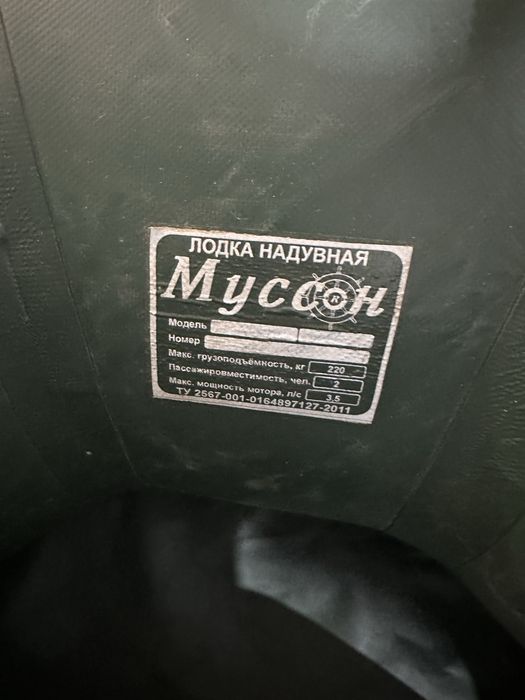 ЛОДКА НАДУВНАЯ
Муссон
R
Модель
Номер
Макс. грузоподъёмность, кг 220
Пассажировместимость, чел. 2
Макс. мощность мотора, л/с 3,5
ТУ 2567-001-0164897127-2011